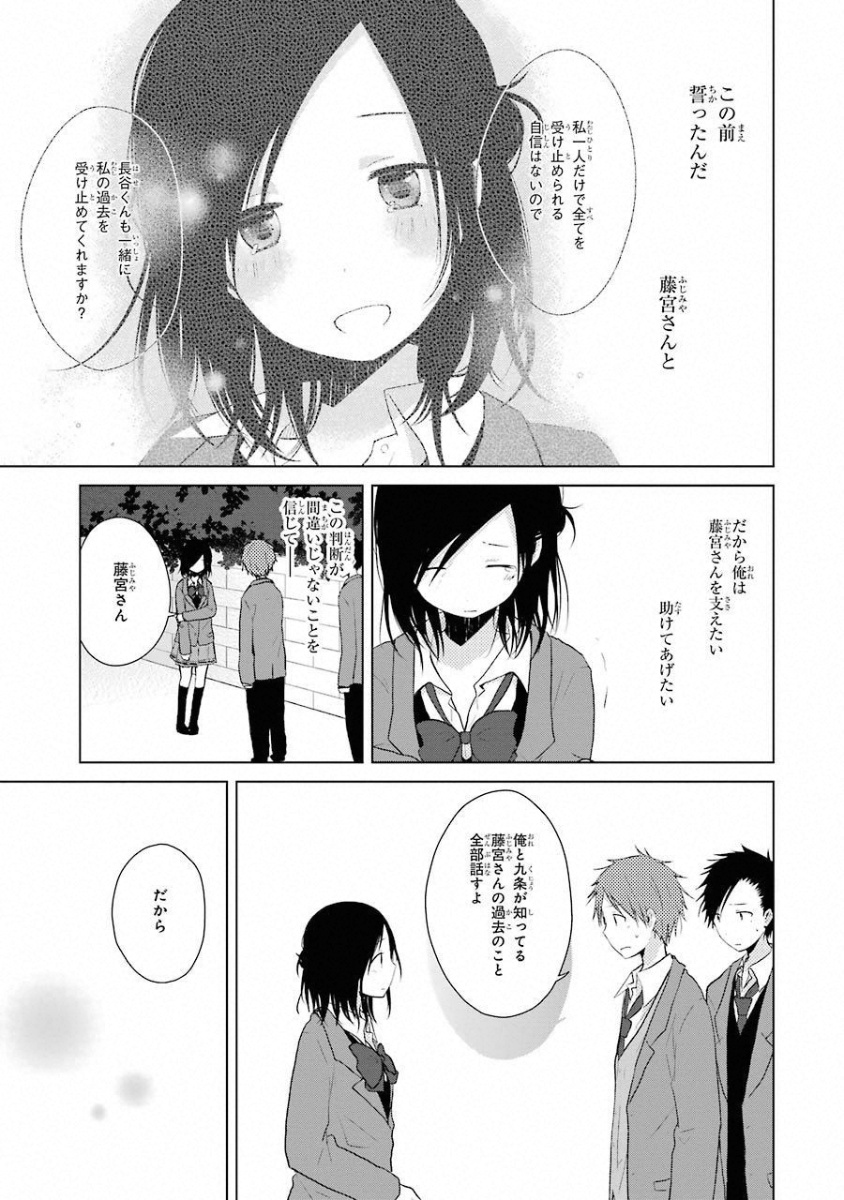 この前
誓ったんだ
藤宮さんと
私一人だけで全てを
受け止められる
自信はないので
長谷くんも一緒に
私の過去を
受け止めてくれますか?
だから俺は
藤宮さんを支えたい
助けてあげたい
この判断が
間違いじゃないことを
信じて――
藤宮さん
俺と九条が知ってる
藤宮さんの過去のこと
全部話すよ
だから